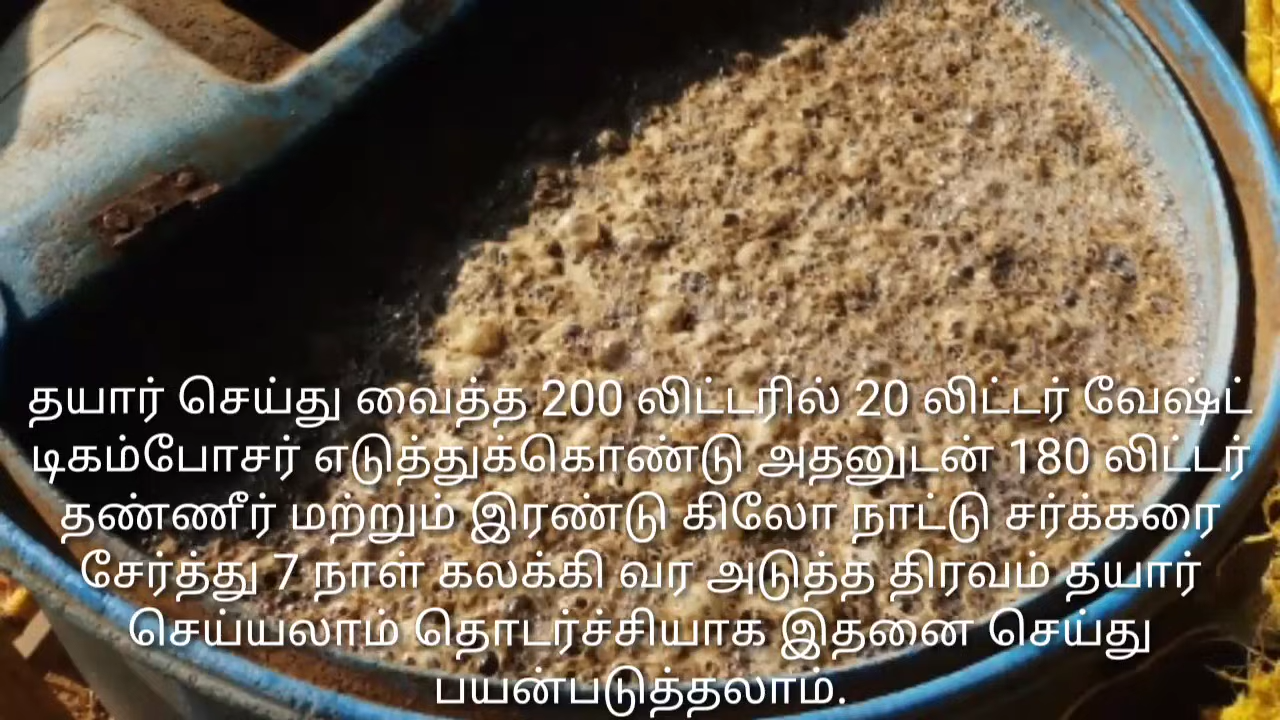 தயார் செய்து வைத்த 200 லிட்டரில் 20 லிட்டர் வேஷ்ட்
டிகம்போசர் எடுத்துக்கொண்டு அதனுடன் 180 லிட்டர்
தண்ணீர் மற்றும் இரண்டு கிலோ நாட்டு சர்க்கரை
சேர்த்து 7 நாள் கலக்கி வர அடுத்த திரவம் தயார்
செய்யலாம் தொடர்ச்சியாக இதனை செய்து
பயன்படுத்தலாம்.